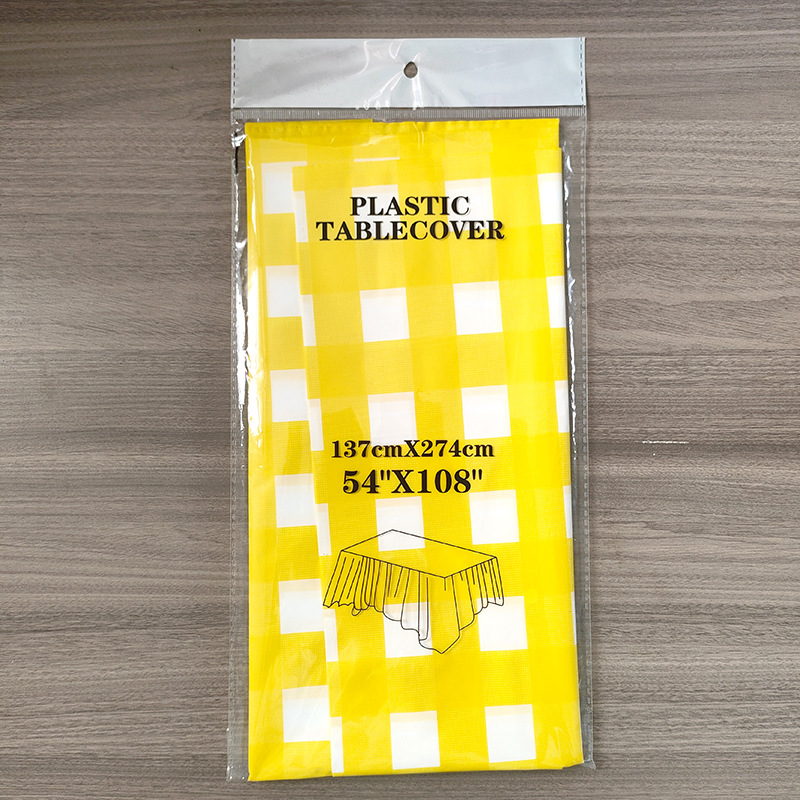 PLASTIC
TABLECOVER
137cmX274cm
54"X108"